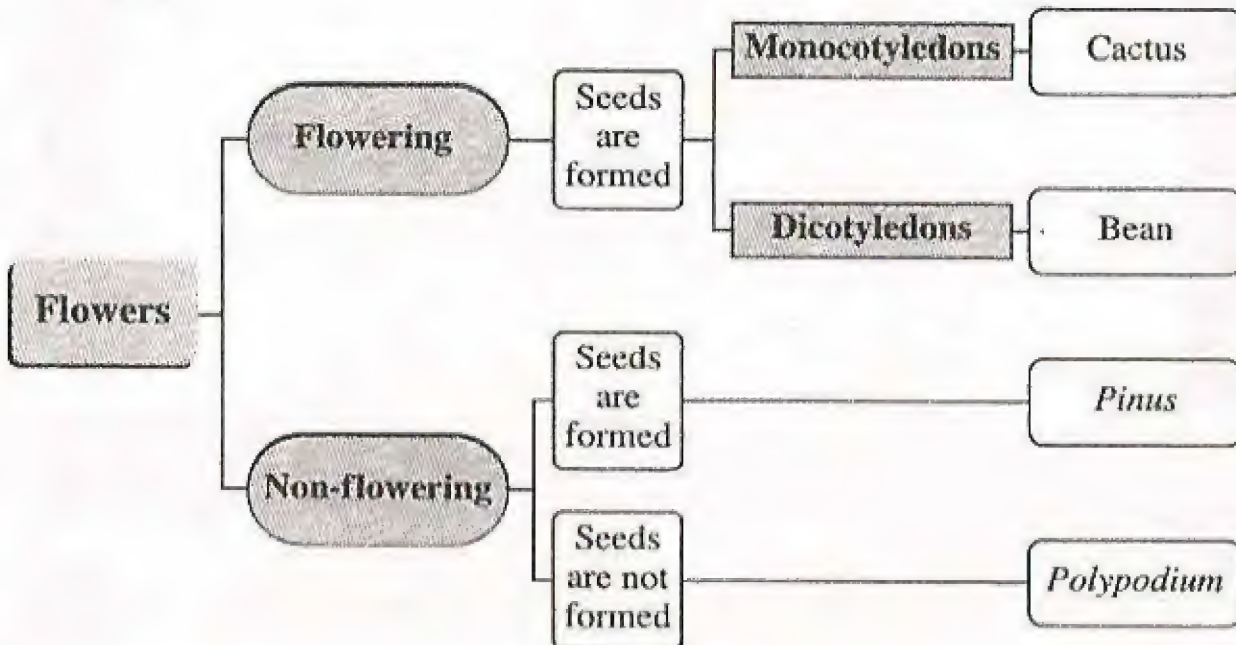 Flowers
Flowering
Seeds
are
formed
Monocotyledons
Cactus
Dicotyledons
Bean
Non-flowering
Seeds
are
formed
Pinus
Seeds
are not
formed
Polypodium